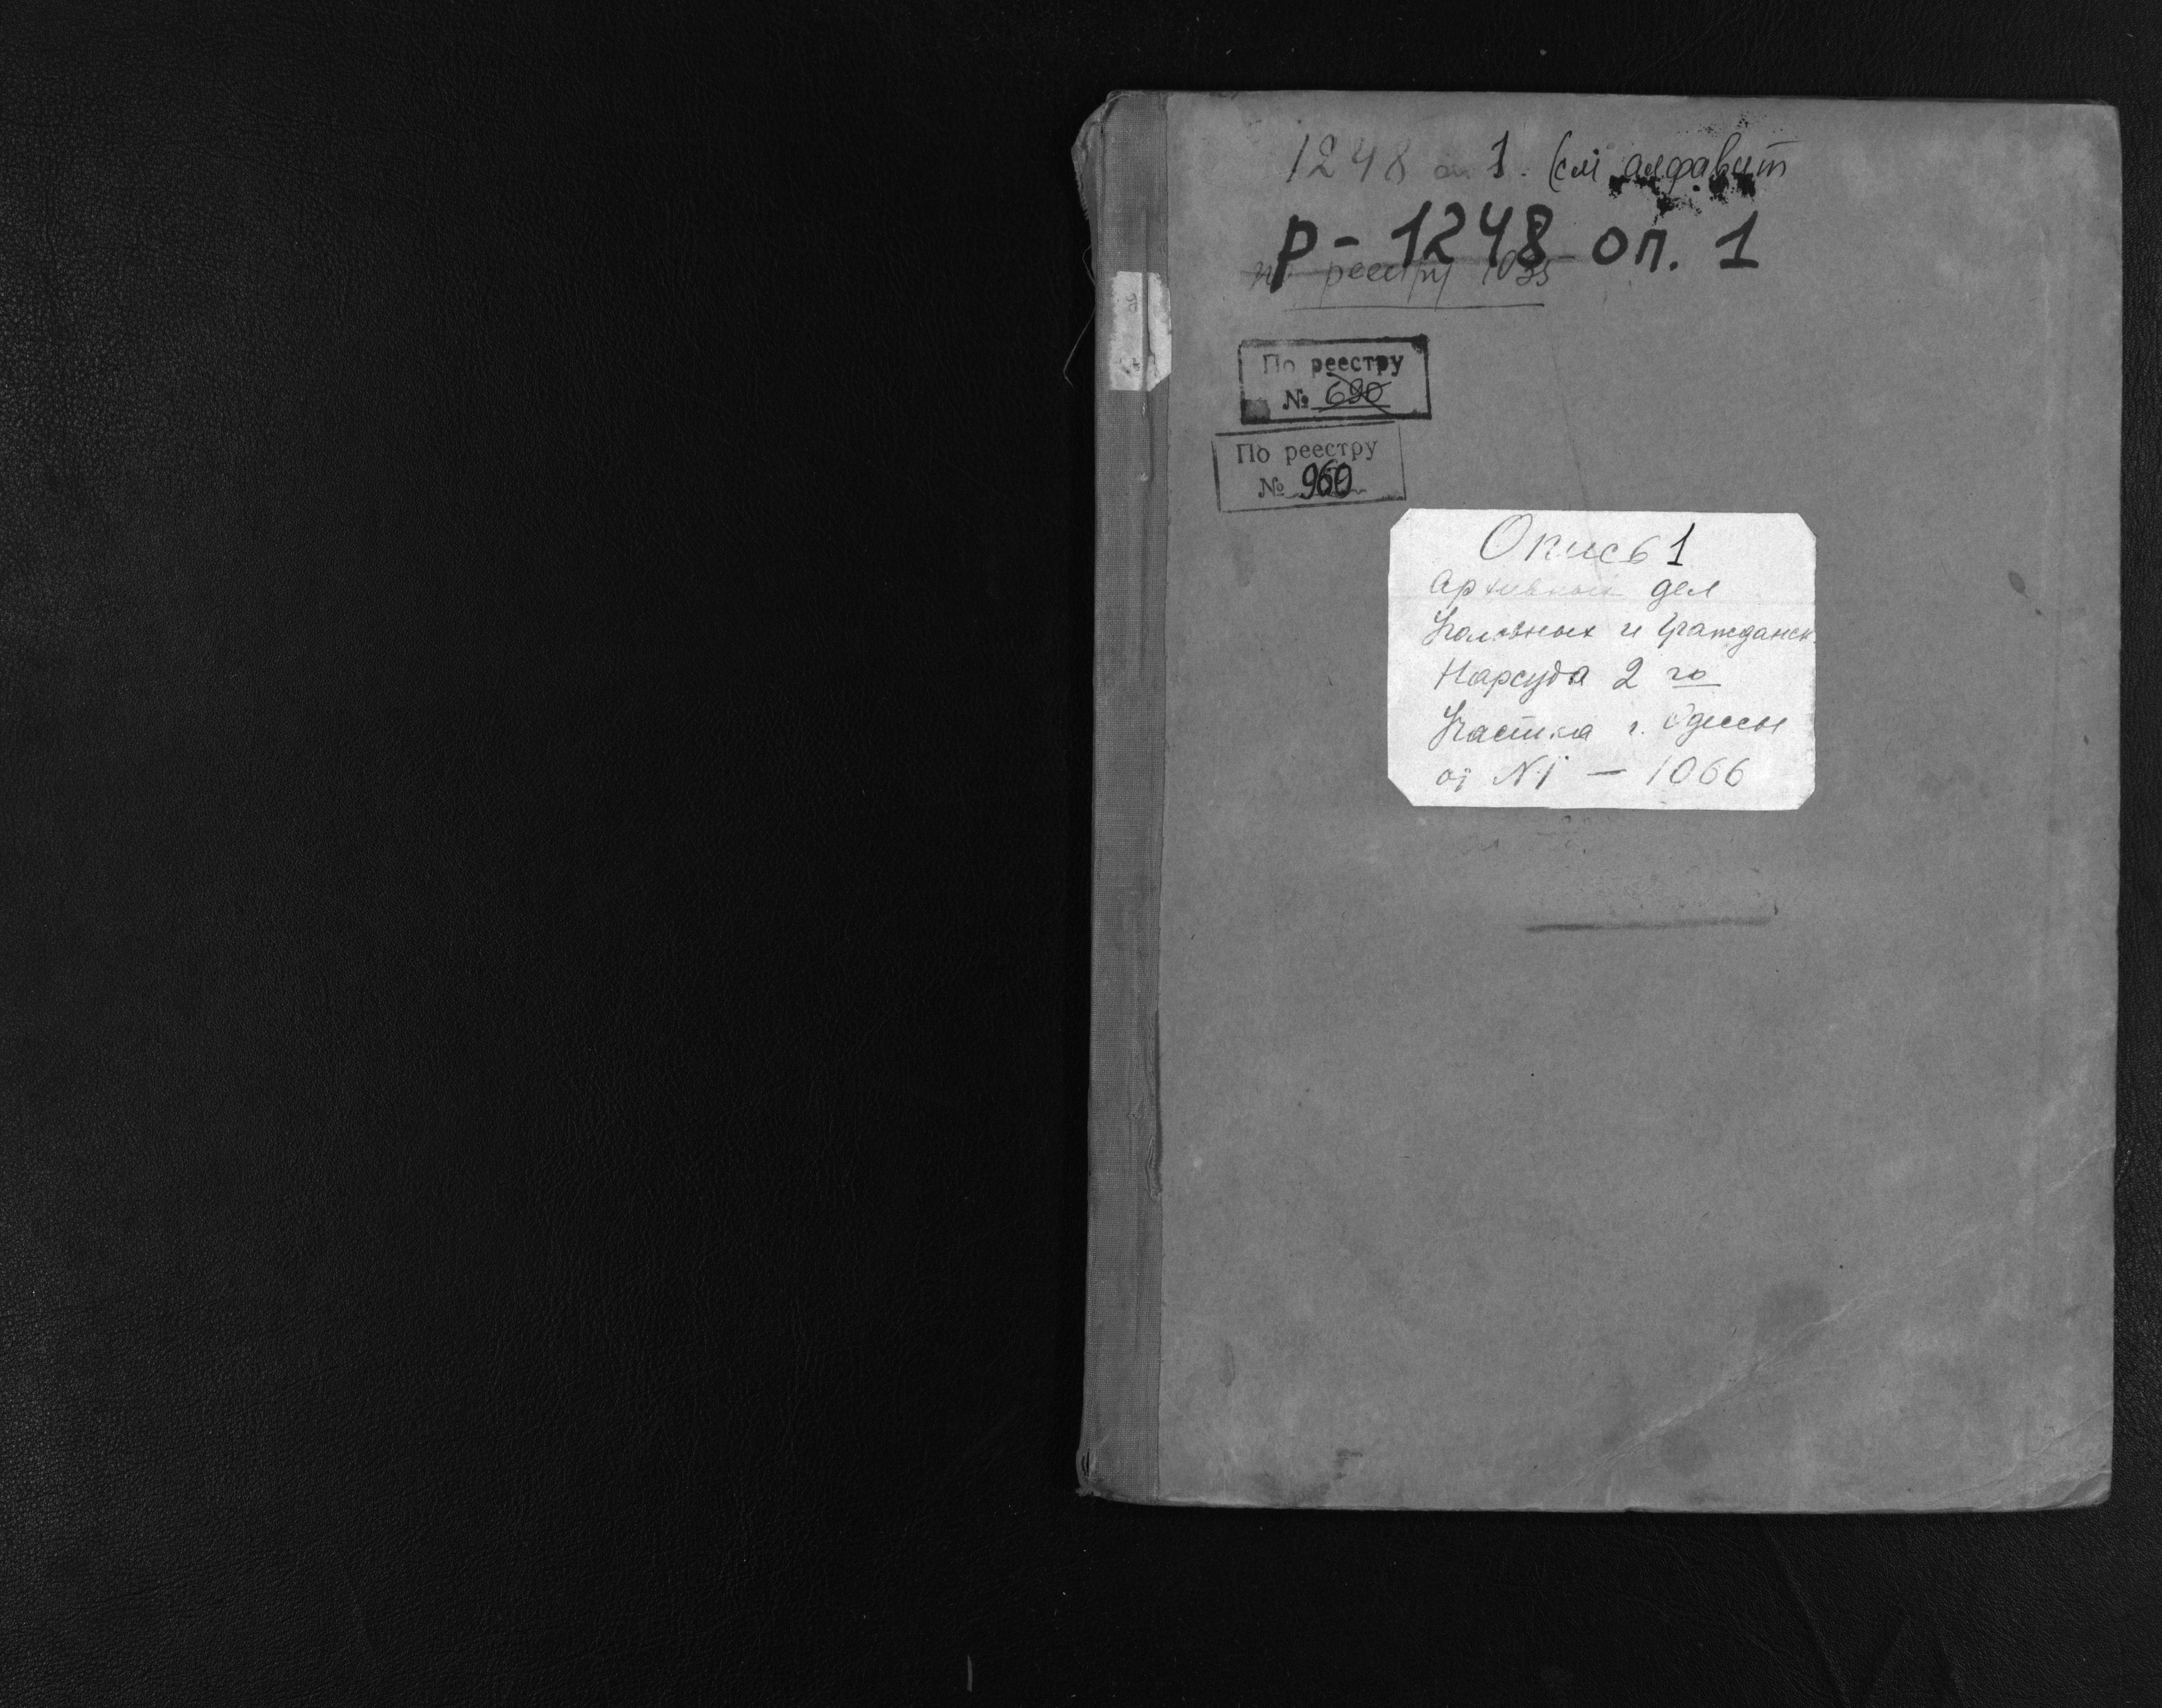 1248 оп. 1. (см алфавит
Р-1248 оп. 1
по реестру 1035
По реестру
№ 690
По реестру
№ 960
Опись 1
Архивных дел
Уголовных и Гражданск.
Нарсуда 2 го
Участка г. Одессы
от №1 — 1066